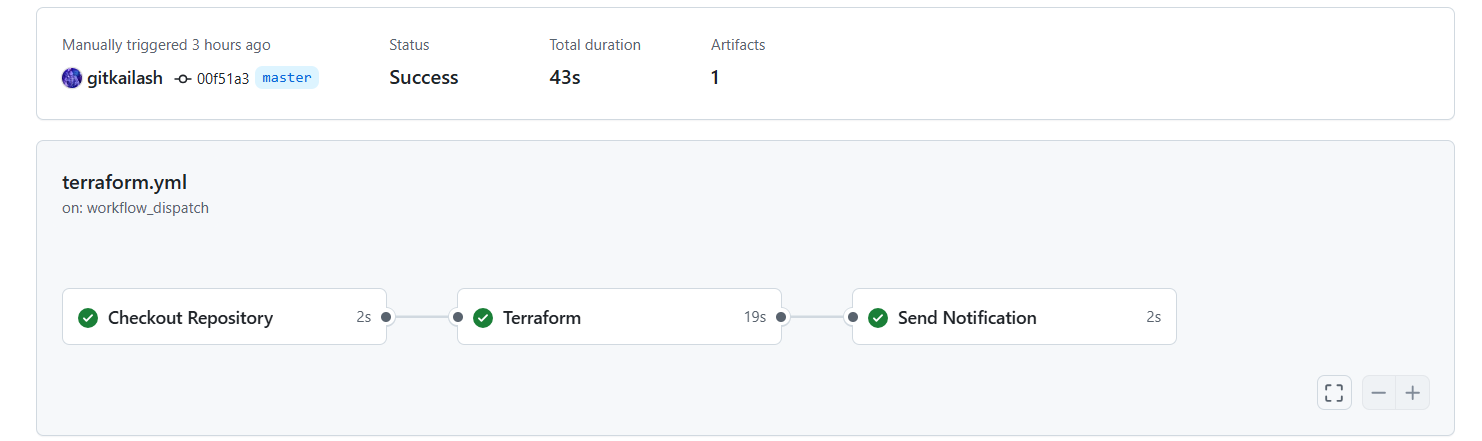 Manually triggered 3 hours ago
Status
Total duration
Artifacts
gitkailash 00f51a3 master
Success
43s
1
terraform.yml
on: workflow_dispatch
Checkout Repository 2s
Terraform 19s
Send Notification 2s